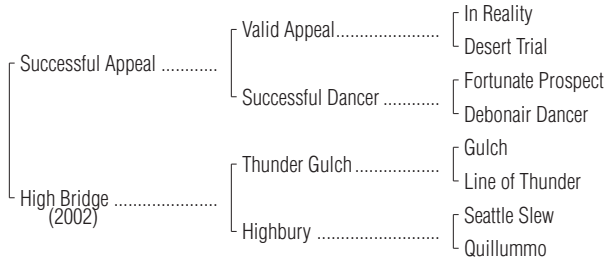 In Reality
Valid Appeal................
Desert Trial
Successful Appeal ............
Fortunate Prospect
Successful Dancer ............
Debonair Dancer
Gulch
Thunder Gulch ..................
Line of Thunder
High Bridge ......................
(2002)
Seattle Slew
Highbury ..........................
Quillummo